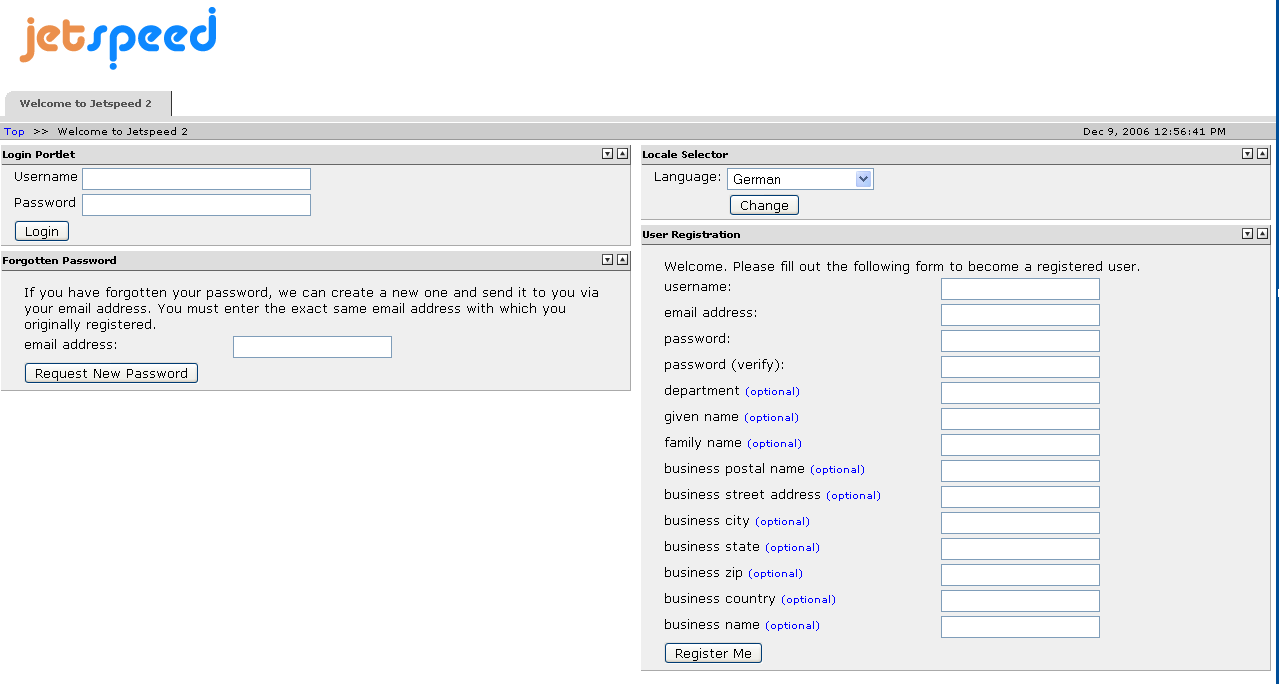 jetspeed
Welcome to Jetspeed 2
Top >> Welcome to Jetspeed 2
Dec 9, 2006 12:56:41 PM
Login Portlet
Username
Password
Login
Forgotten Password
If you have forgotten your password, we can create a new one and send it to you via
your email address. You must enter the exact same email address with which you
originally registered.
email address:
Request New Password
Locale Selector
Language: German
Change
User Registration
Welcome. Please fill out the following form to become a registered user.
username:
email address:
password:
password (verify):
department (optional)
given name (optional)
family name (optional)
business postal name (optional)
business street address (optional)
business city (optional)
business state (optional)
business zip (optional)
business country (optional)
business name (optional)
Register Me